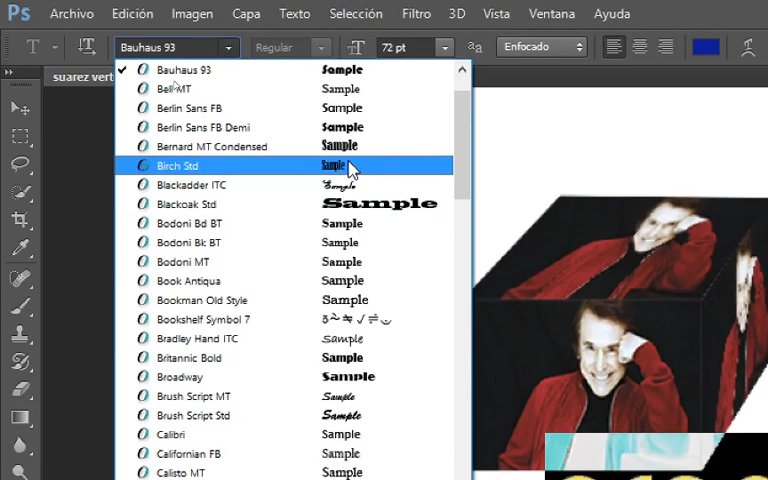 Ps Archivo Edición Imagen Capa Texto Selección Filtro 3D Vista Ventana Ayuda
T Bauhaus 93 Regular 72 pt aa Enfocado
suarez vert
Bauhaus 93 Sample
Bell MT Sample
Berlin Sans FB Sample
Berlin Sans FB Demi Sample
Bernard MT Condensed Sample
Birch Std Sample
Blackadder ITC Sample
Blackoak Std Sample
Bodoni Bd BT Sample
Bodoni Bk BT Sample
Bodoni MT Sample
Book Antiqua Sample
Bookman Old Style Sample
Bookshelf Symbol 7
Bradley Hand ITC Sample
Britannic Bold Sample
Broadway Sample
Brush Script MT Sample
Brush Script Std Sample
Calibri Sample
Californian FB Sample
Calisto MT Sample